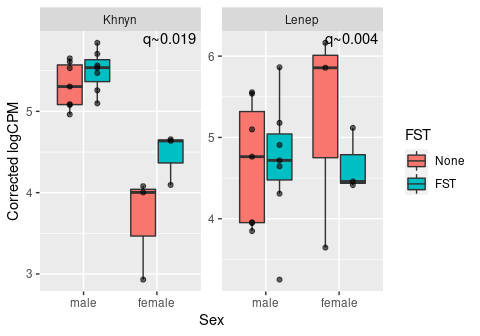 Khnyn
Lenep
q~0.019
q~0.004
5
4
3
6
5
4
Corrected logCPM
male
female
male
female
Sex
FST
None
FST